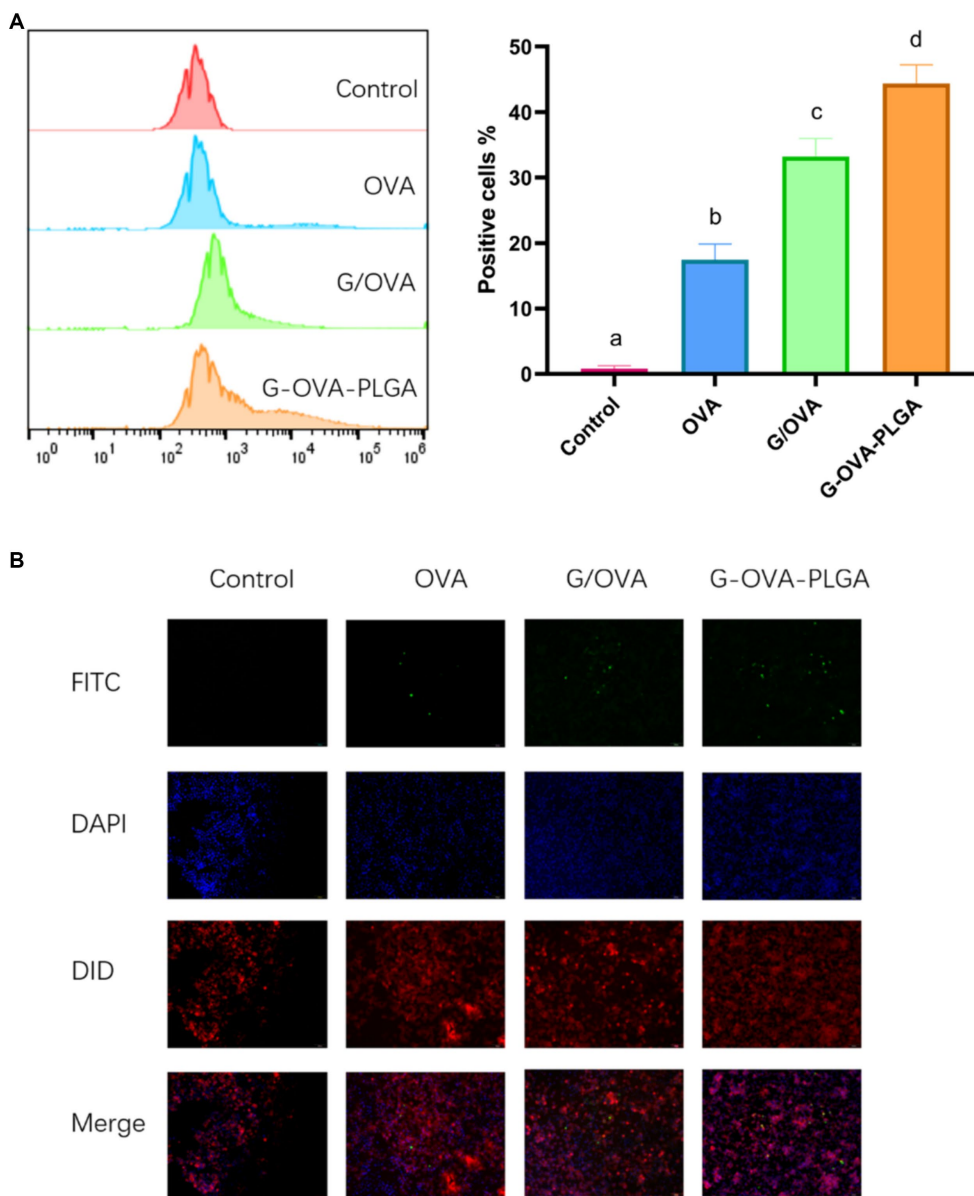 A
Control
OVA
G/OVA
G-OVA-PLGA
10^0 10^1 10^2 10^3 10^4 10^5 10^6
Positive cells %
50
40
30
20
10
0
a
b
c
d
Control
OVA
G/OVA
G-OVA-PLGA
B
Control OVA G/OVA G-OVA-PLGA
FITC
DAPI
DID
Merge